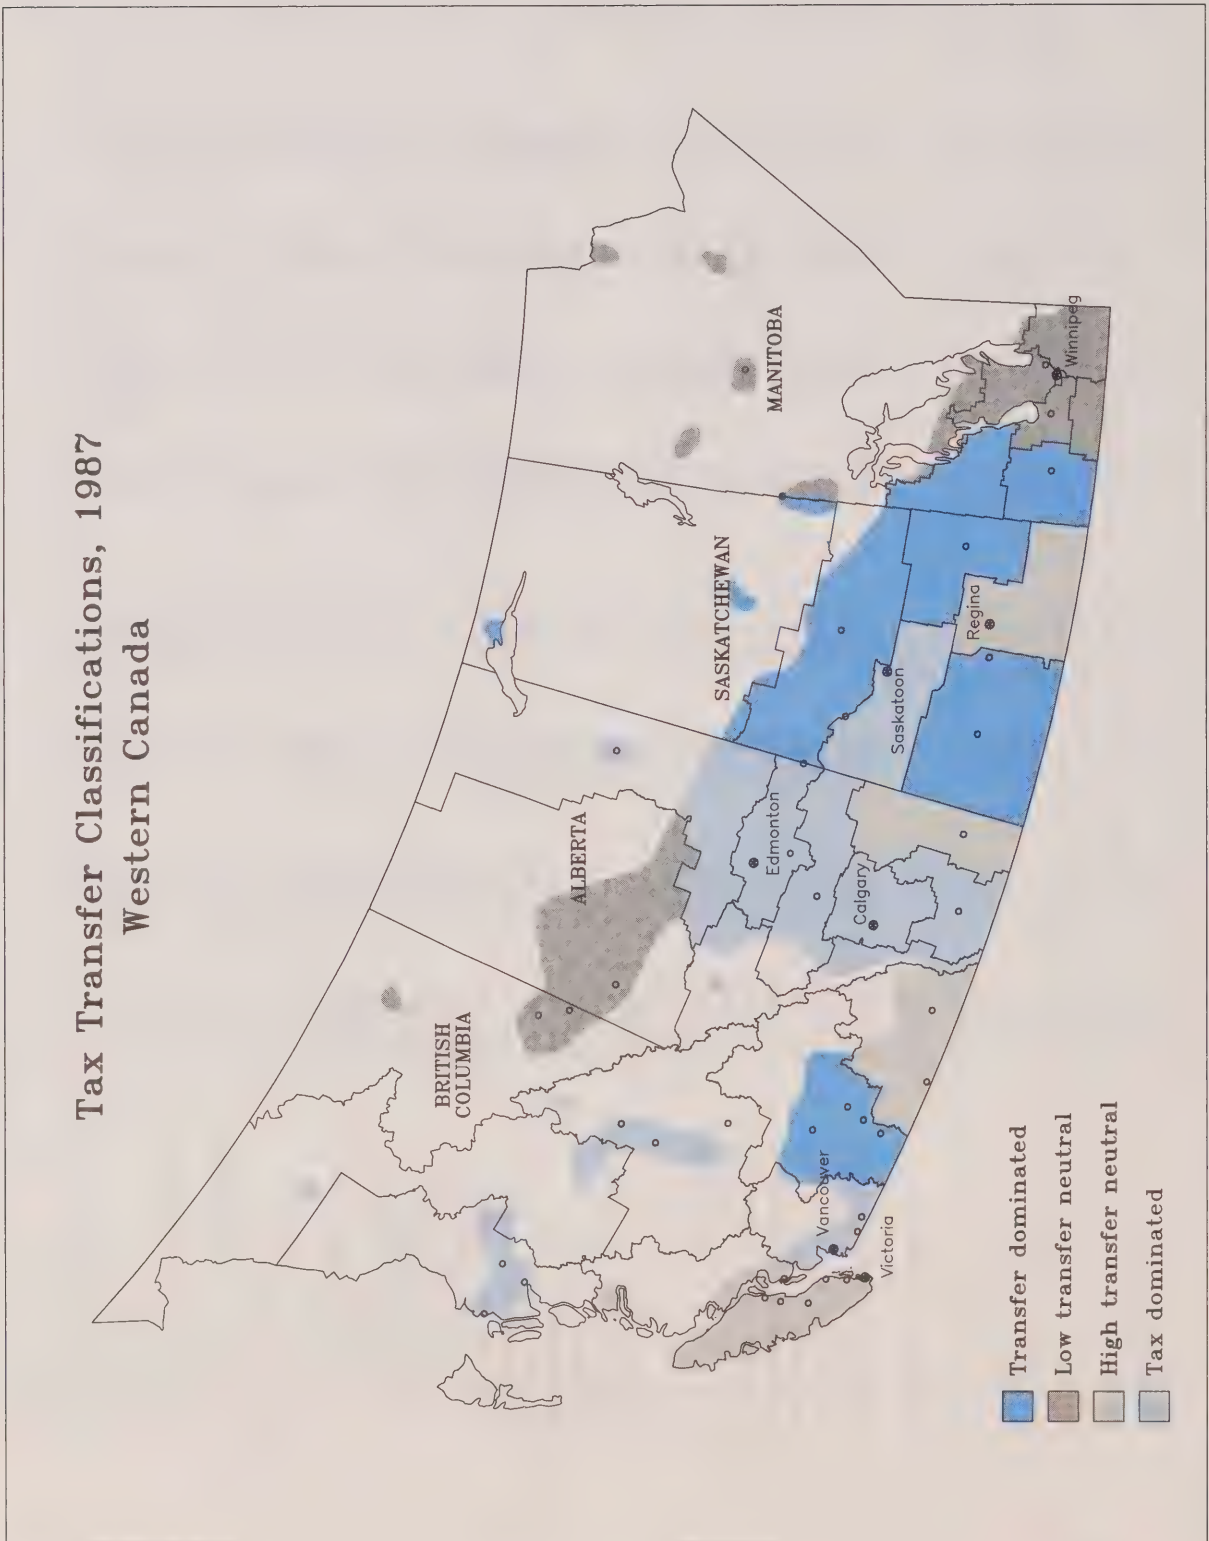 Tax Transfer Classifications, 1987
Western Canada
BRITISH
COLUMBIA
ALBERTA
SASKATCHEWAN
MANITOBA
Edmonton
Calgary
Saskatoon
Regina
Winnipeg
Vancouver
Victoria
Transfer dominated
Low transfer neutral
High transfer neutral
Tax dominated